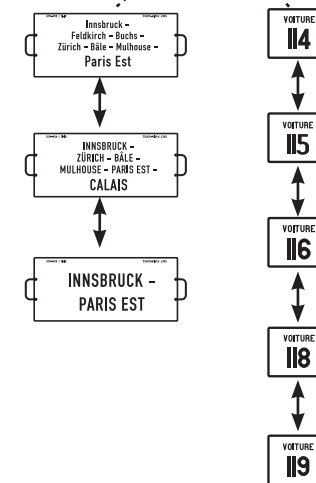 Innsbruck –
Feldkirch – Buchs –
Zürich – Bâle – Mulhouse –
Paris Est
INNSBRUCK –
ZÜRICH – BÂLE –
MULHOUSE – PARIS EST –
CALAIS
INNSBRUCK –
PARIS EST
VOITURE
114
VOITURE
115
VOITURE
116
VOITURE
118
VOITURE
119